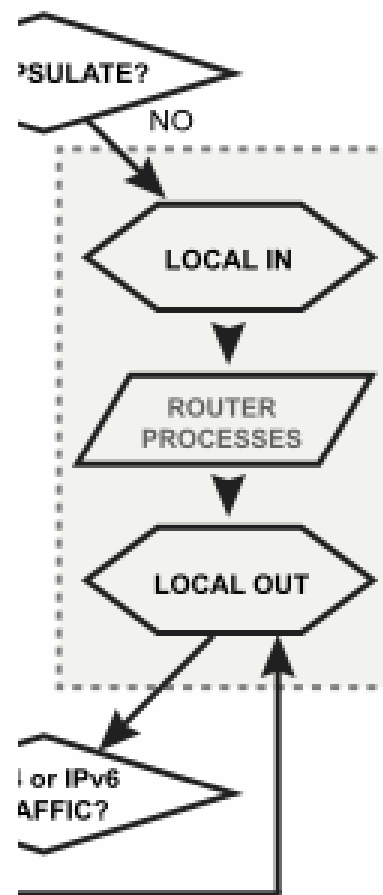 PSULATE?
NO
LOCAL IN
ROUTER
PROCESSES
LOCAL OUT
or IPv6
AFFIC?